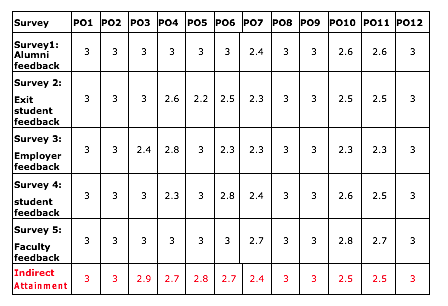 Survey PO1 PO2 PO3 PO4 PO5 PO6 PO7 PO8 PO9 PO10 PO11 PO12
Survey1:
Alumni
feedback
3 3 3 3 3 3 2.4 3 3 2.6 2.6 3
Survey 2:
Exit
student
feedback
3 3 3 2.6 2.2 2.5 2.3 3 3 2.5 2.5 3
Survey 3:
Employer
feedback
3 3 2.4 2.8 3 2.3 2.3 3 3 2.3 2.3 3
Survey 4:
student
feedback
3 3 3 2.3 3 2.8 2.4 3 3 2.6 2.5 3
Survey 5:
Faculty
feedback
3 3 3 3 3 3 2.7 3 3 2.8 2.7 3
Indirect
Attainment
3 3 2.9 2.7 2.8 2.7 2.4 3 3 2.5 2.5 3